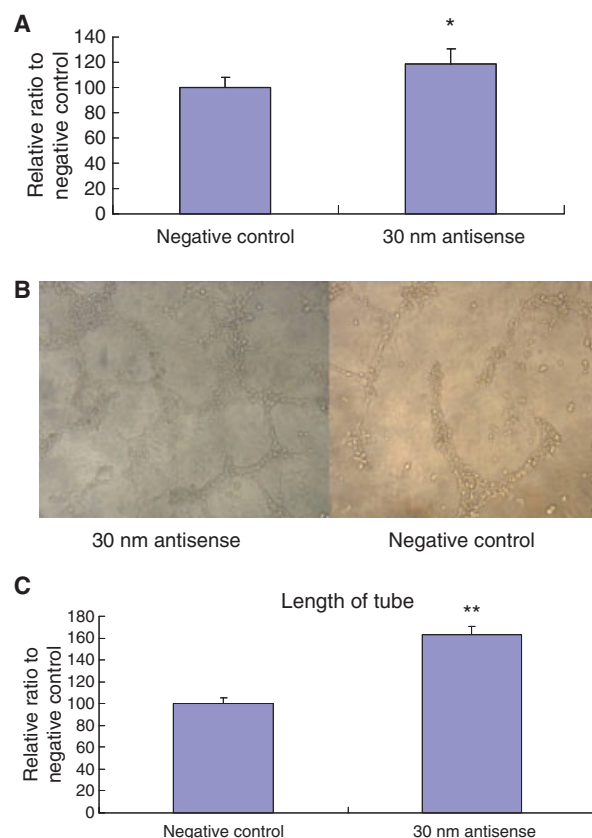 A
Relative ratio to
negative control
140
120
100
80
60
40
20
0
*
Negative control
30 nm antisense
B
30 nm antisense
Negative control
C
Length of tube
Relative ratio to
negative control
180
160
140
120
100
80
60
40
20
0
**
Negative control
30 nm antisense